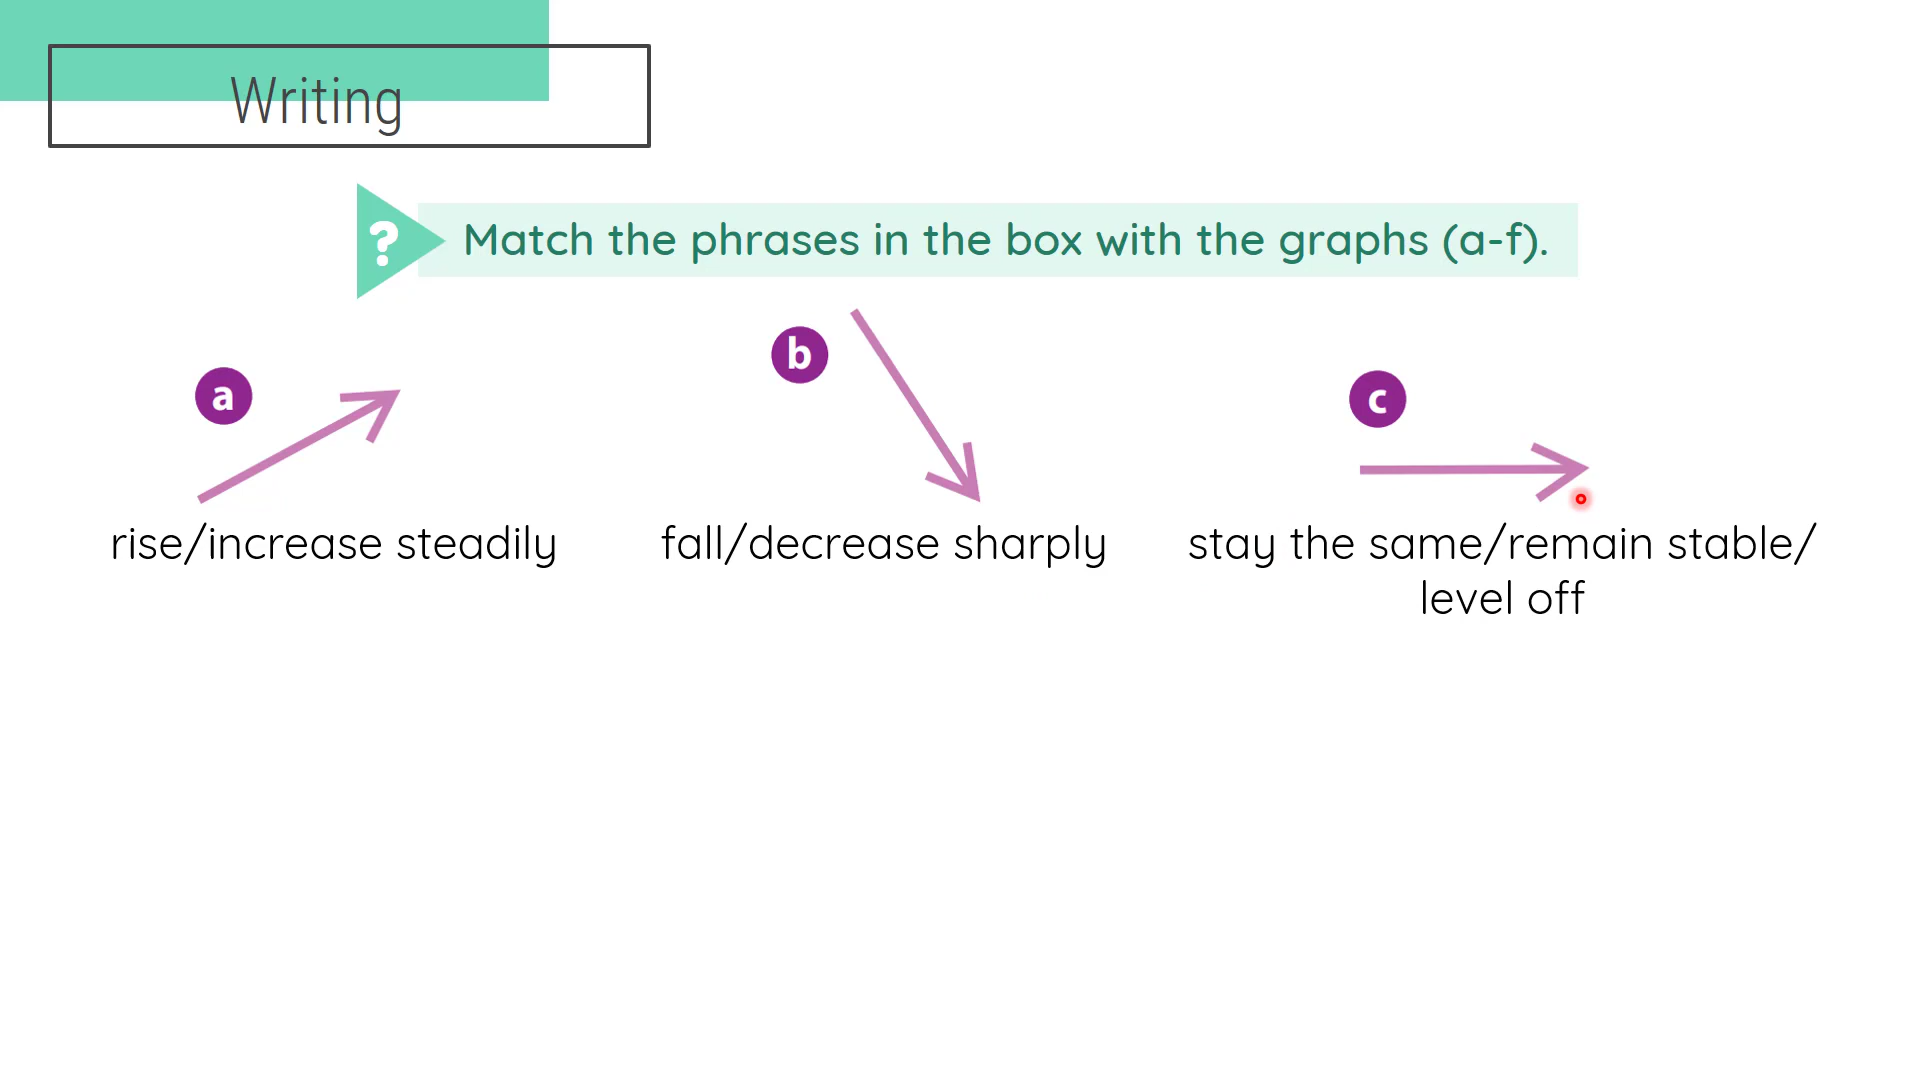 Writing
? Match the phrases in the box with the graphs (a-f).
a
b
c
rise/increase steadily
fall/decrease sharply
stay the same/remain stable/
level off